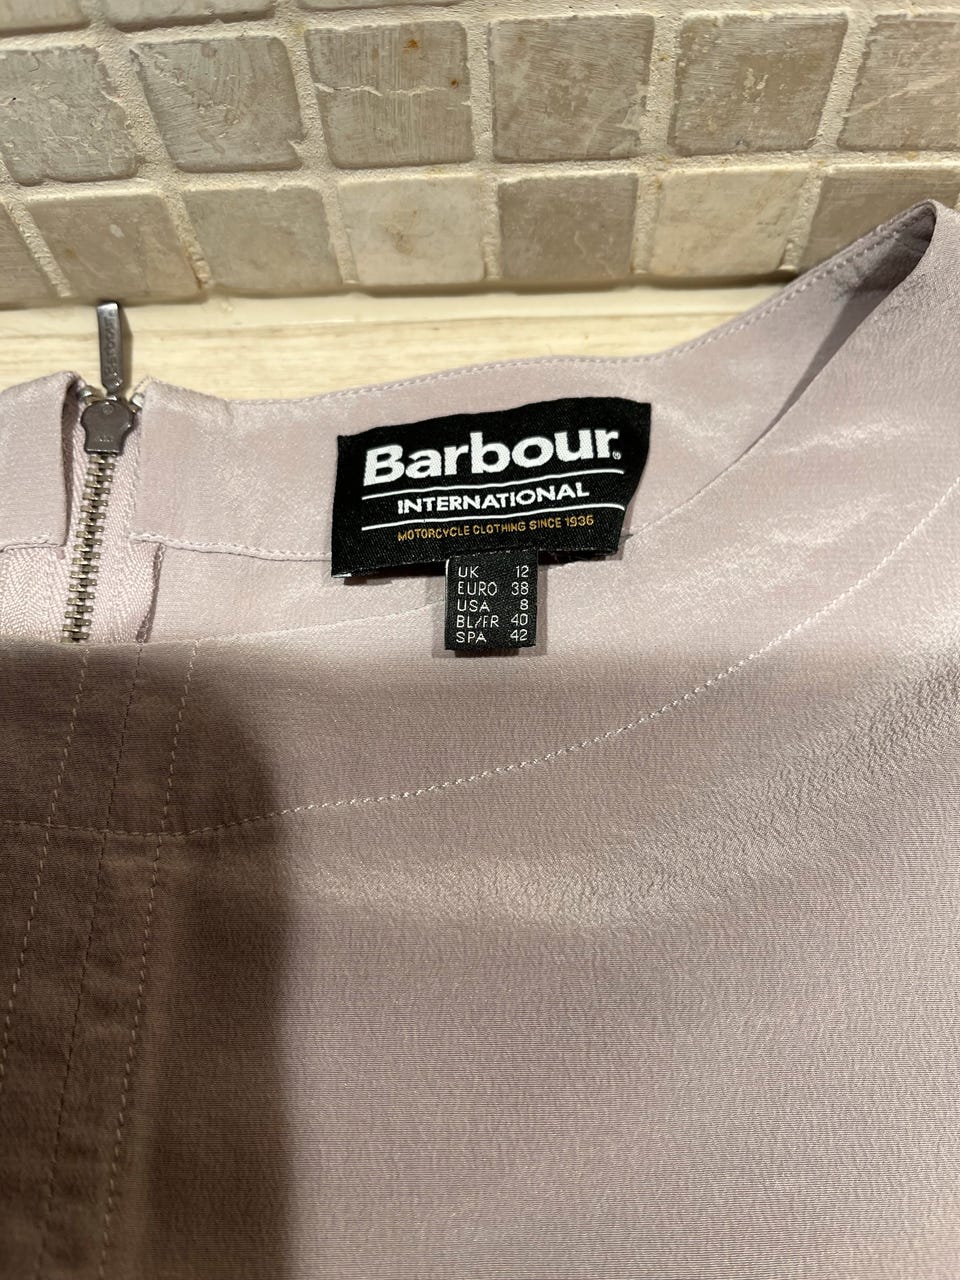 Barbour®
INTERNATIONAL
MOTORCYCLE CLOTHING SINCE 1936
UK 12
EURO 38
USA 8
BL/FR 40
SPA 42